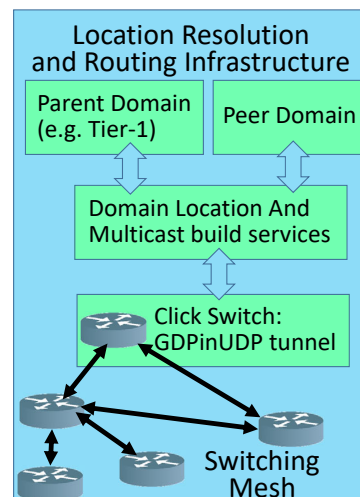 Location Resolution
and Routing Infrastructure
Parent Domain
(e.g. Tier-1)
Peer Domain
Domain Location And
Multicast build services
Click Switch:
GDPinUDP tunnel
Switching
Mesh